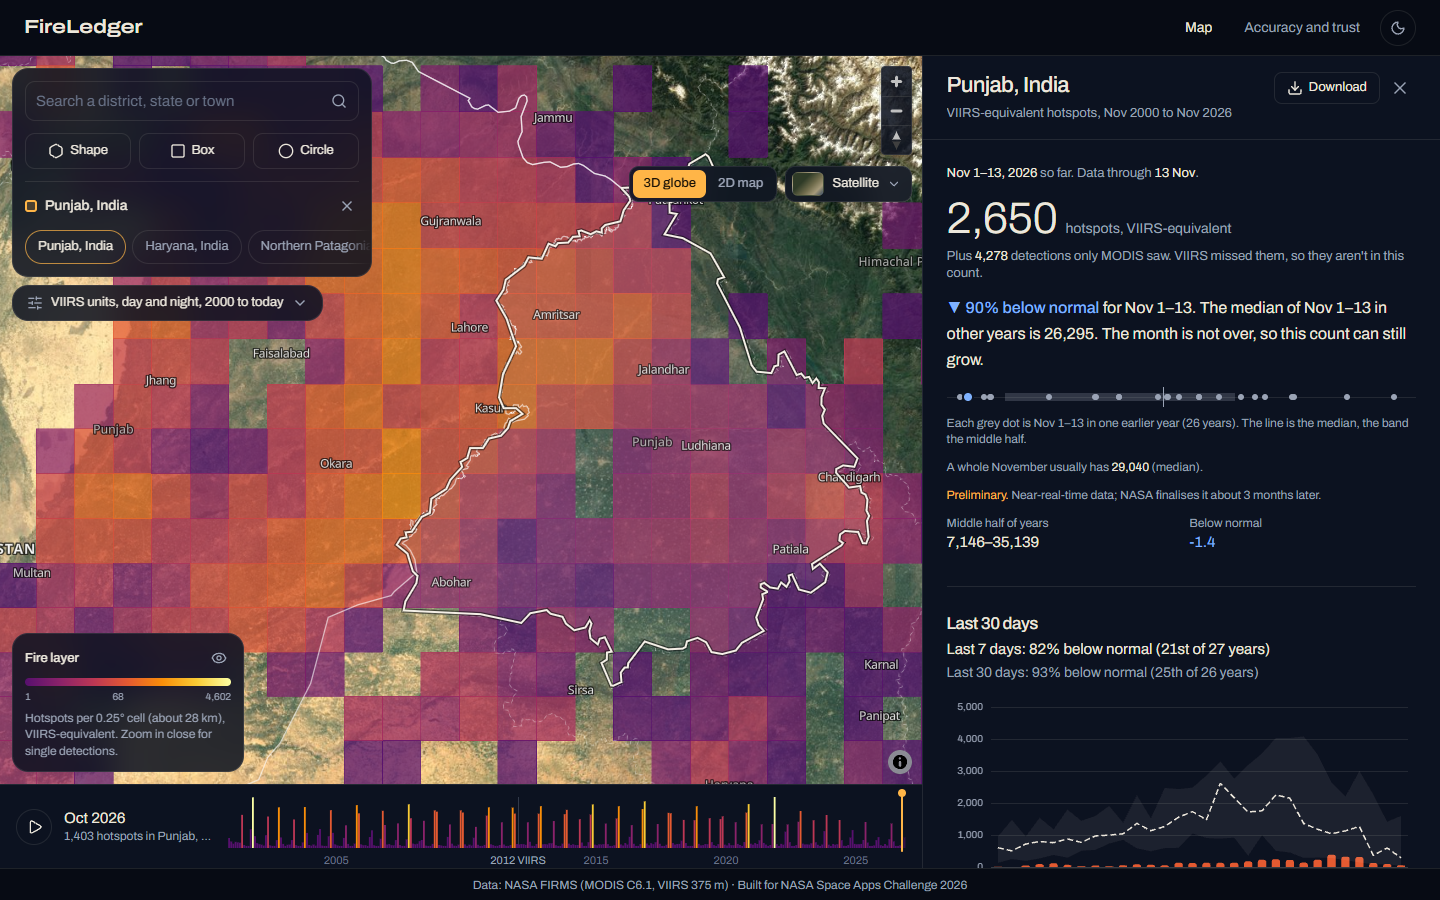 FireLedger
Map
Accuracy and trust
Search a district, state or town
Shape
Box
Circle
Punjab, India
Punjab, India
Haryana, India
Northern Patagoni
VIIRS units, day and night, 2000 to today
3D globe
2D map
Satellite
Jammu
Gujranwala
Himachal P
Amritsar
Lahore
Faisalabad
Jalandhar
Jhang
Kasur
Punjab
Punjab
Ludhiana
Okara
Chandigarh
STAN
Patiala
Multan
Abohar
Karnal
Sirsa
Panipat
Fire layer
1
68
4,602
Hotspots per 0.25° cell (about 28 km),
VIIRS-equivalent. Zoom in close for
single detections.
Oct 2026
1,403 hotspots in Punjab, ...
2005
2012 VIIRS
2015
2020
2025
Punjab, India
Download
VIIRS-equivalent hotspots, Nov 2000 to Nov 2026
Nov 1–13, 2026 so far. Data through 13 Nov.
2,650 hotspots, VIIRS-equivalent
Plus 4,278 detections only MODIS saw. VIIRS missed them, so they aren't in this
count.
▼ 90% below normal for Nov 1–13. The median of Nov 1–13 in
other years is 26,295. The month is not over, so this count can still
grow.
Each grey dot is Nov 1–13 in one earlier year (26 years). The line is the median, the band
the middle half.
A whole November usually has 29,040 (median).
Preliminary. Near-real-time data; NASA finalises it about 3 months later.
Middle half of years
Below normal
7,146–35,139
-1.4
Last 30 days
Last 7 days: 82% below normal (21st of 27 years)
Last 30 days: 93% below normal (25th of 26 years)
5,000
4,000
3,000
2,000
1,000
0
Data: NASA FIRMS (MODIS C6.1, VIIRS 375 m) · Built for NASA Space Apps Challenge 2026